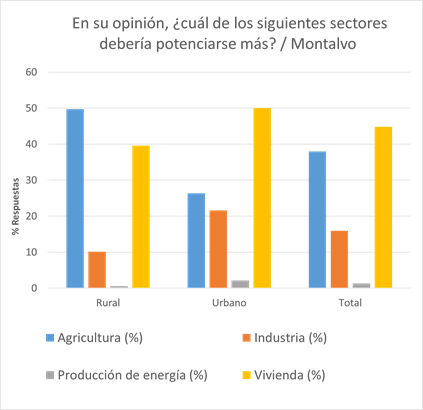 En su opinión, ¿cuál de los siguientes sectores
debería potenciarse más? / Montalvo
60
50
40
30
20
10
0
% Respuestas
Rural Urbano Total
Agricultura (%) Industria (%)
Producción de energía (%) Vivienda (%)